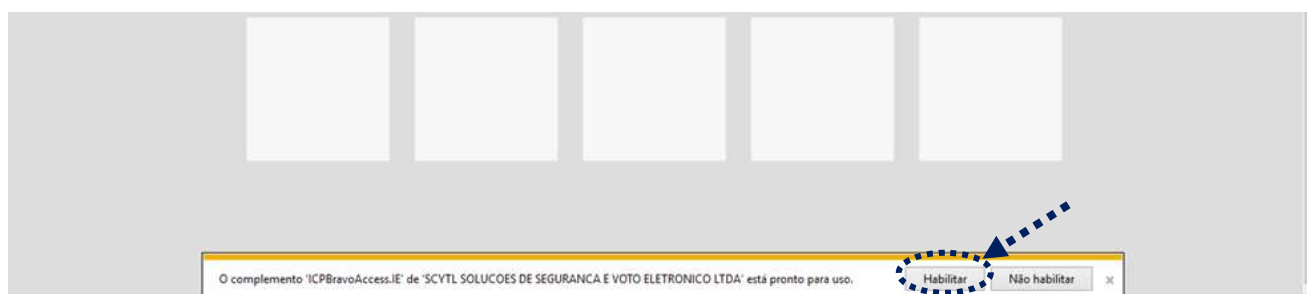 O complemento 'ICPBravoAccess.IE' de 'SCYTL SOLUCOES DE SEGURANCA E VOTO ELETRONICO LTDA' está pronto para uso. Habilitar Não habilitar ×